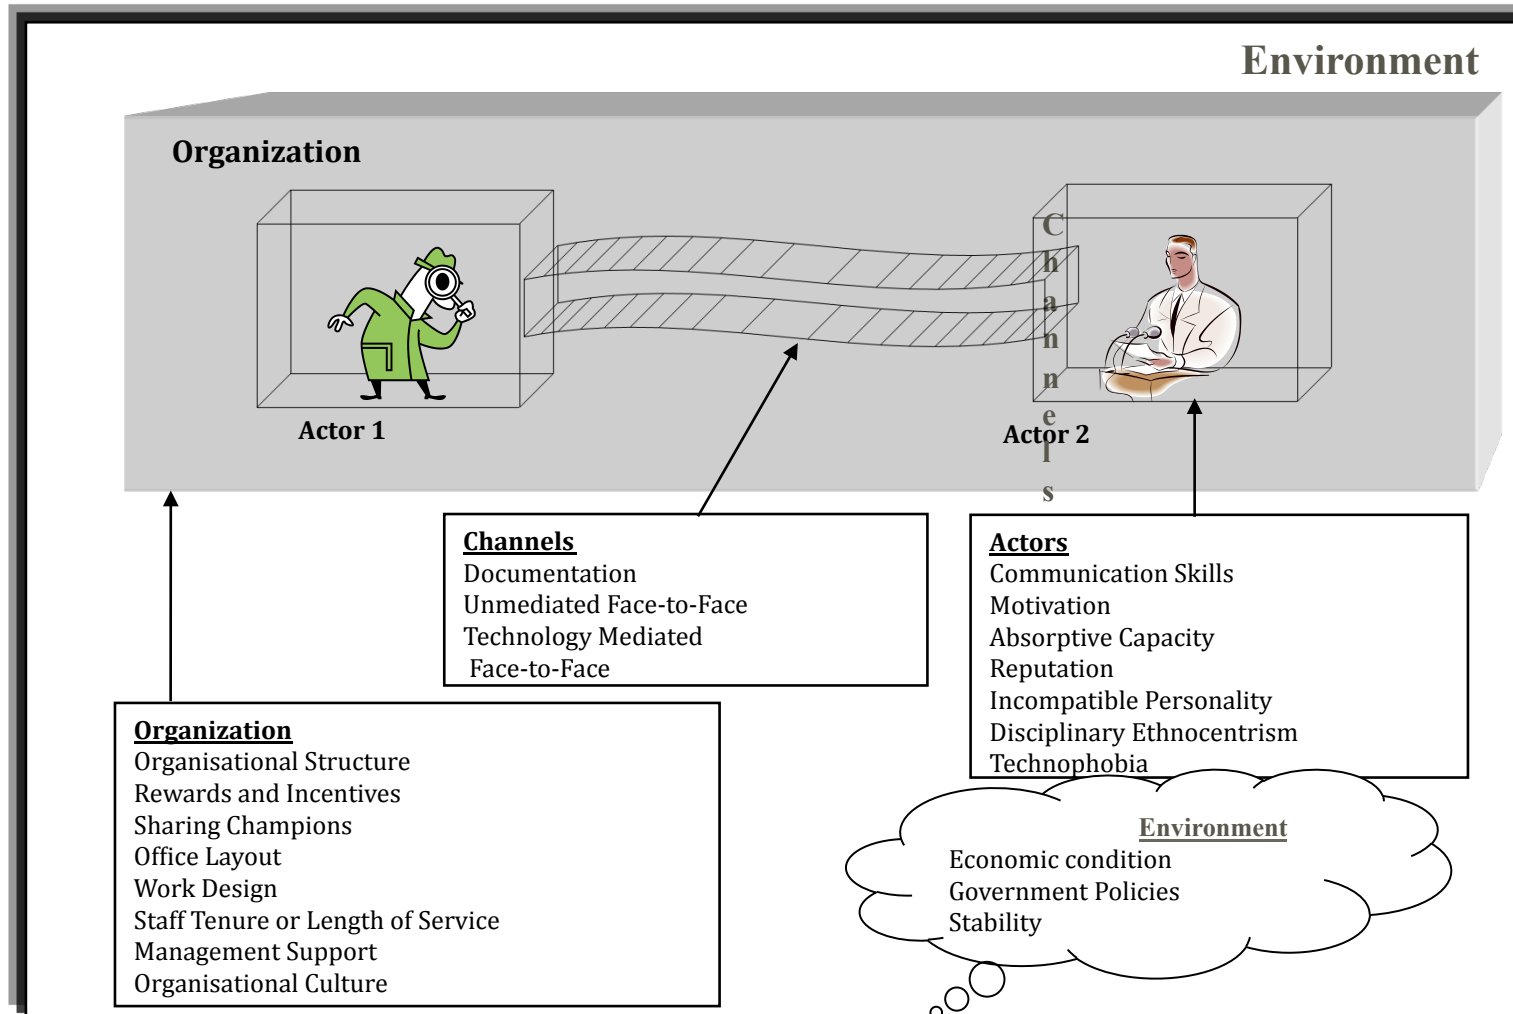 Environment
Organization
Channels
Actor 1
Actor 2
Channels
Documentation
Unmediated Face-to-Face
Technology Mediated
Face-to-Face
Actors
Communication Skills
Motivation
Absorptive Capacity
Reputation
Incompatible Personality
Disciplinary Ethnocentrism
Technophobia
Organization
Organisational Structure
Rewards and Incentives
Sharing Champions
Office Layout
Work Design
Staff Tenure or Length of Service
Management Support
Organisational Culture
Environment
Economic condition
Government Policies
Stability